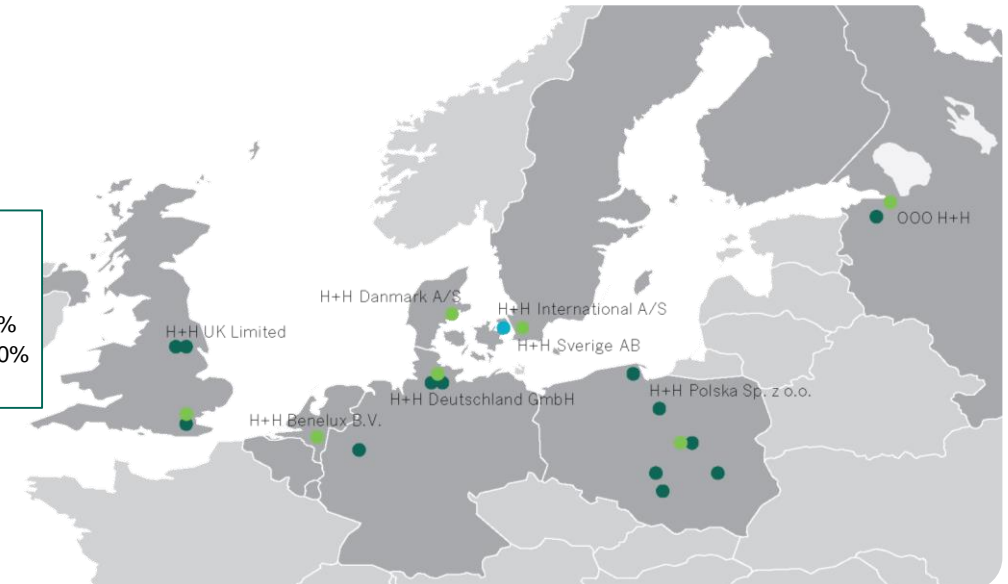 %
0%
H+H UK Limited
H+H Danmark A/S
H+H International A/S
H+H Sverige AB
H+H Deutschland GmbH
H+H Benelux B.V.
H+H Polska Sp. z o.o.
OOO H+H